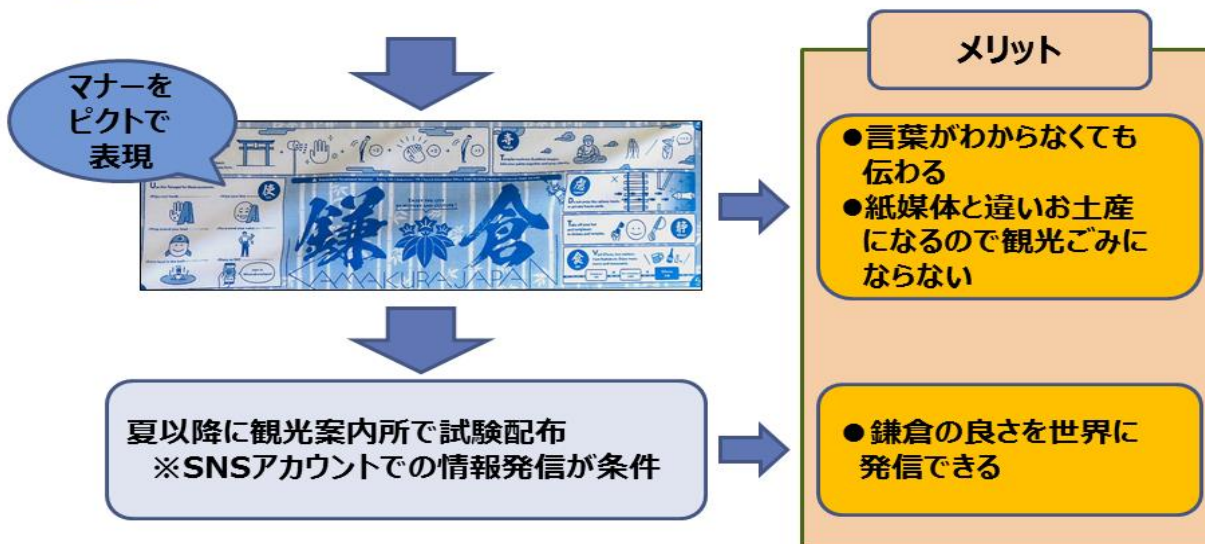 マナーを
ピクトで
表現
鎌倉
KAMAKURA JAPAN
使
寺
静
食
夏以降に観光案内所で試験配布
※SNSアカウントでの情報発信が条件
メリット
●言葉がわからなくても
伝わる
●紙媒体と違いお土産
になるので観光ごみに
ならない
●鎌倉の良さを世界に
発信できる